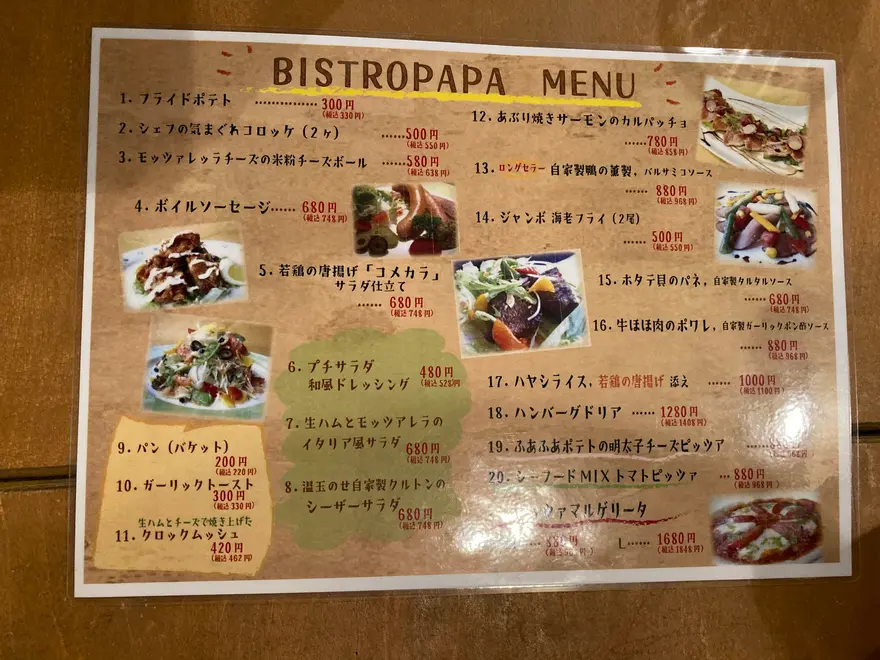 BISTROPAPA MENU
1. フライドポテト ……………… 300円
(税込330円)
2. シェフの気まぐれコロッケ (2ヶ) ……500円
(税込550円)
3. モッツァレッラチーズの米粉チーズボール ……580円
(税込638円)
4. ボイルソーセージ…… 680円
(税込748円)
5. 若鶏の唐揚げ「コメカラ」
サラダ仕立て
…… 680円
(税込748円)
6. プチサラダ
和風ドレッシング
480円
(税込528円)
7. 生ハムとモッツアレラの
イタリア風サラダ
680円
(税込748円)
8. 温玉のせ自家製クルトンの
シーザーサラダ
680円
(税込748円)
9. パン (バケット)
200円
(税込220円)
10. ガーリックトースト
300円
(税込330円)
生ハムとチーズで焼き上げた
11. クロックムッシュ
420円
(税込462円)
12. あぶり焼きサーモンのカルパッチョ
……780円
(税込858円)
13. ロングセラー 自家製鴨の薫製, バルサミコソース
…… 880円
(税込968円)
14. ジャンボ 海老フライ (2尾)
…… 500円
(税込550円)
15. ホタテ貝のパネ, 自家製タルタルソース
…… 680円
(税込748円)
16. 牛ほほ肉のポワレ, 自家製ガーリックポン酢ソース
…… 880円
(税込968円)
17. ハヤシライス, 若鶏の唐揚げ 添え …… 1000円
(税込1100円)
18. ハンバーグドリア …… 1280円
(税込1408円)
19. ふあふあポテトの明太子チーズピッツァ
20. シーフードMIXトマトピッツァ …880円
(税込968円)
ツァマルゲリータ
…… 880円 L…… 1680円
(税込1848円)